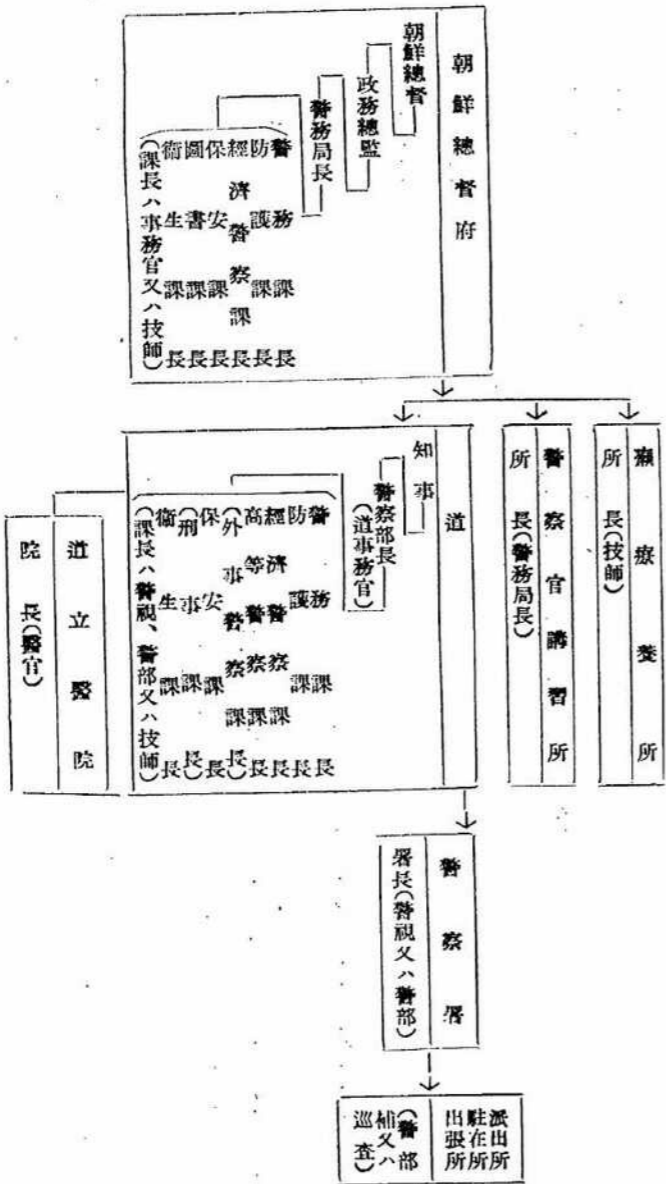 朝鮮總督府
朝鮮總督
政務總監
警務局長
警務課長
防護課長
經濟警察課長
保安課長
圖書課長
衞生課長
(課長ハ事務官又ハ技師)
癩療養所
所長(技師)
警察官講習所
所長(警務局長)
道
知事
警察部長
(道事務官)
警務課長
防護課長
經濟警察課長
高等警察課長
(外事警察課長)
保安課長
(刑事課長)
衞生課長
(課長ハ警視、警部又ハ技師)
道立醫院
院長(醫官)
警察署
署長(警視又ハ警部)
派出所
駐在所
出張所
(警部
補又ハ
巡査)